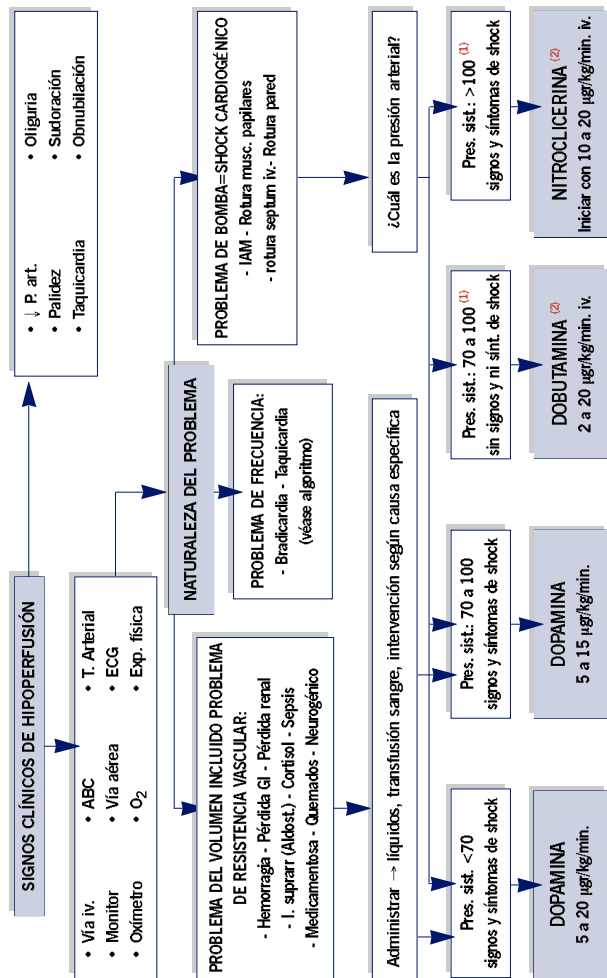 SIGNOS CLÍNICOS DE HIPOPERFUSIÓN
• ↓ P. art.
• Palidez
• Taquicardia
• Oliguria
• Sudoración
• Obnubilación
• Vía iv.
• Monitor
• Oxímetro
• ABC
• Vía aérea
• O2
• T. Arterial
• ECG
• Exp. física
NATURALEZA DEL PROBLEMA
PROBLEMA DEL VOLUMEN INCLUIDO PROBLEMA
DE RESISTENCIA VASCULAR:
- Hemorragia - Pérdida GI - Pérdida renal
- I. suprarr (Aldost.) - Cortisol - Sepsis
- Medicamentosa - Quemados - Neurogénico
PROBLEMA DE FRECUENCIA:
- Bradicardia - Taquicardia
(véase algoritmo)
PROBLEMA DE BOMBA=SHOCK CARDIOGÉNICO
- IAM - Rotura musc. papilares
- rotura septum iv.- Rotura pared
Administrar → líquidos, transfusión sangre, intervención según causa específica
¿Cuál es la presión arterial?
Pres. sist. <70
signos y síntomas de shock
Pres. sist.: 70 a 100
signos y síntomas de shock
Pres. sist.: 70 a 100 (1)
sin signos y ni sínt. de shock
Pres. sist.: >100 (1)
signos y síntomas de shock
DOPAMINA
5 a 20 µgr/kg/min.
DOPAMINA
5 a 15 µgr/kg/min.
DOBUTAMINA (2)
2 a 20 µgr/kg/min. iv.
NITROCLICERINA (2)
Iniciar con 10 a 20 µgr/kg/min. iv.